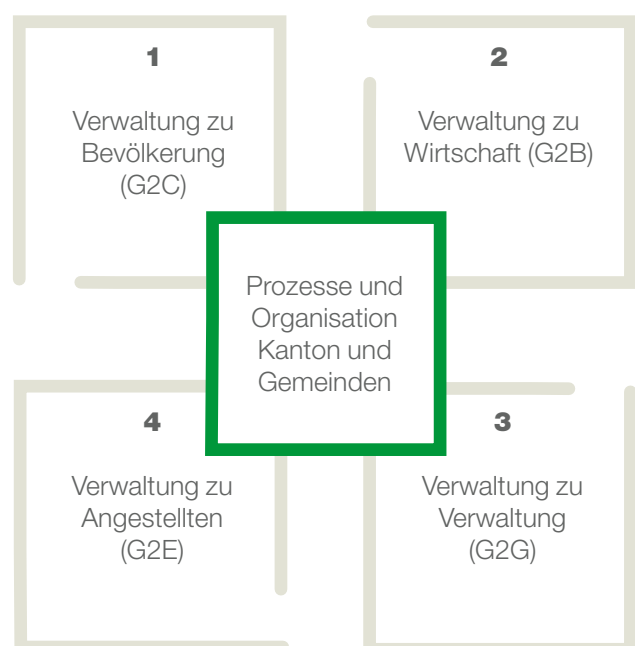 1
Verwaltung zu
Bevölkerung
(G2C)
2
Verwaltung zu
Wirtschaft (G2B)
Prozesse und
Organisation
Kanton und
Gemeinden
4
Verwaltung zu
Angestellten
(G2E)
3
Verwaltung zu
Verwaltung
(G2G)